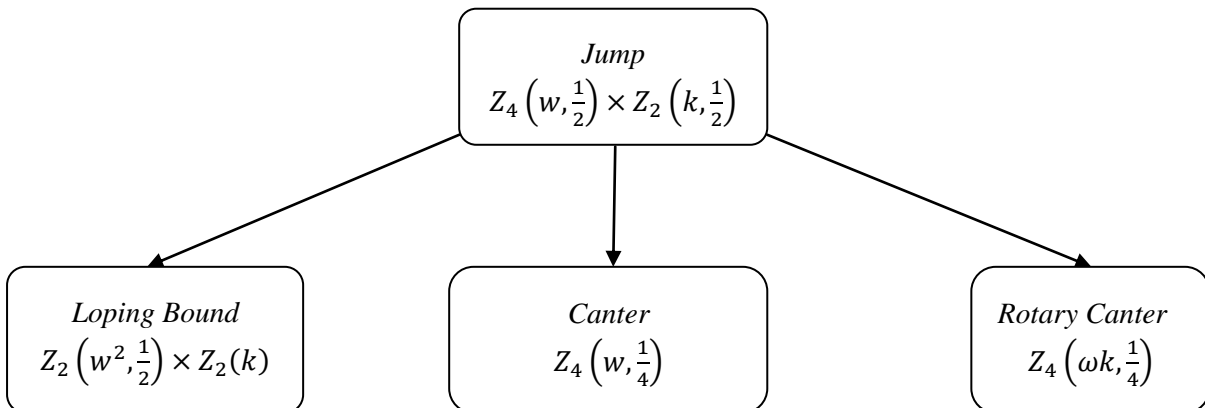 Jump
Z₄(w, 1/2) × Z₂(k, 1/2)
Loping Bound
Z₂(w², 1/2) × Z₂(k)
Canter
Z₄(w, 1/4)
Rotary Canter
Z₄(ωk, 1/4)